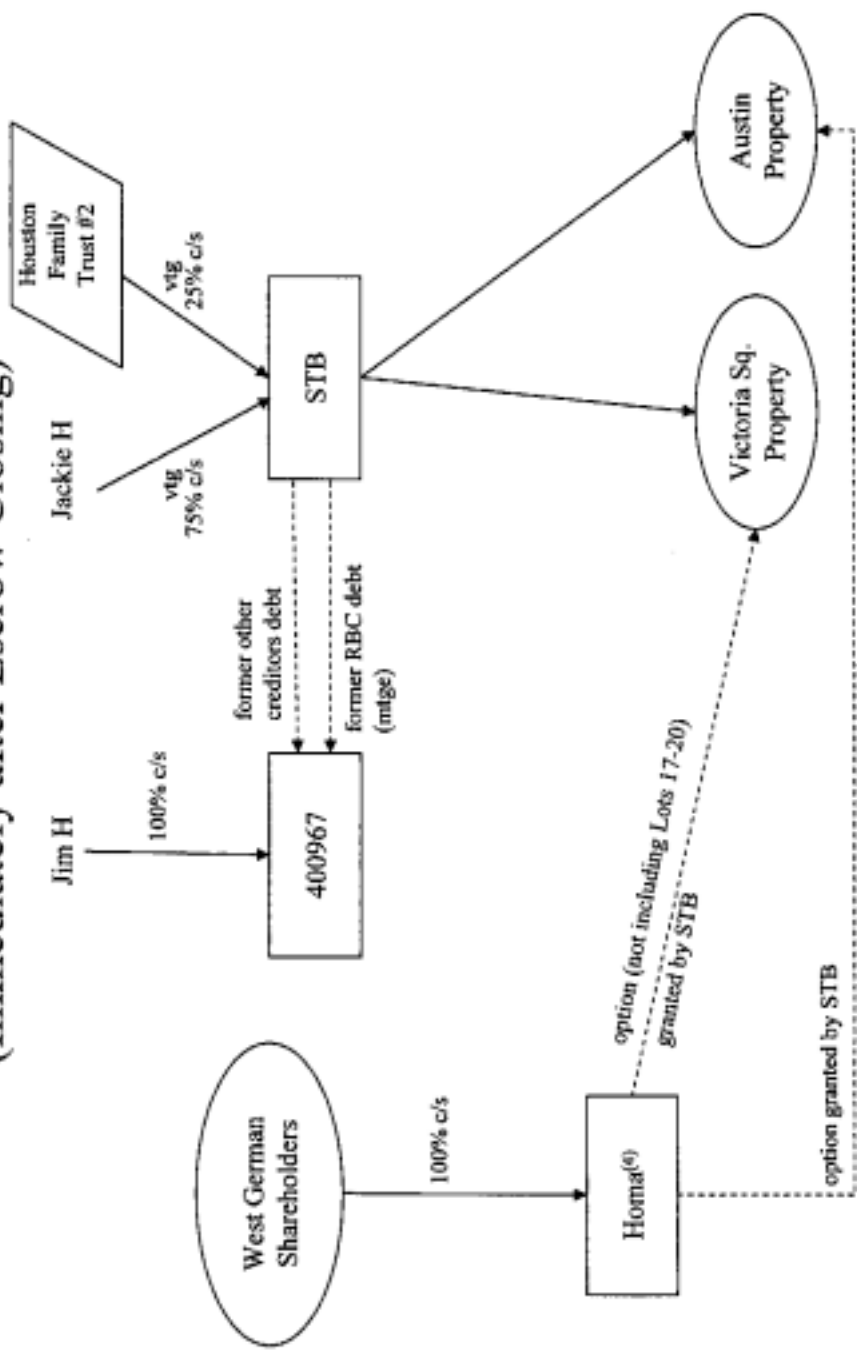 (Immediately after Escrow Closing)
Jim H
Jackie H
Houston
Family
Trust #2
100% c/s
vtg
75% c/s
vtg
25% c/s
West German
Shareholders
400967
former other
creditors debt
former RBC debt
(mtge)
STB
100% c/s
Homa(4)
option (not including Lots 17-20)
granted by STB
Victoria Sq.
Property
Austin
Property
option granted by STB